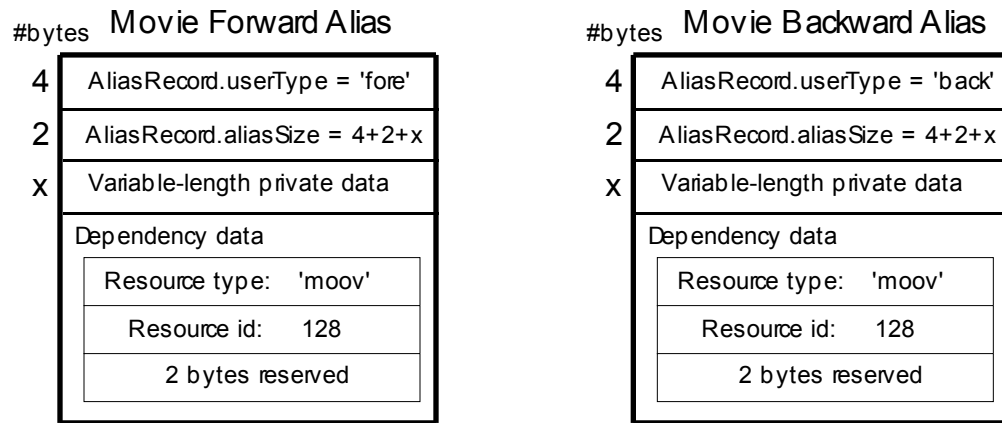 #bytes Movie Forward Alias
4 AliasRecord.userType = 'fore'
2 AliasRecord.aliasSize = 4+2+x
x Variable-length private data
Dependency data
Resource type: 'moov'
Resource id: 128
2 bytes reserved
#bytes Movie Backward Alias
4 AliasRecord.userType = 'back'
2 AliasRecord.aliasSize = 4+2+x
x Variable-length private data
Dependency data
Resource type: 'moov'
Resource id: 128
2 bytes reserved